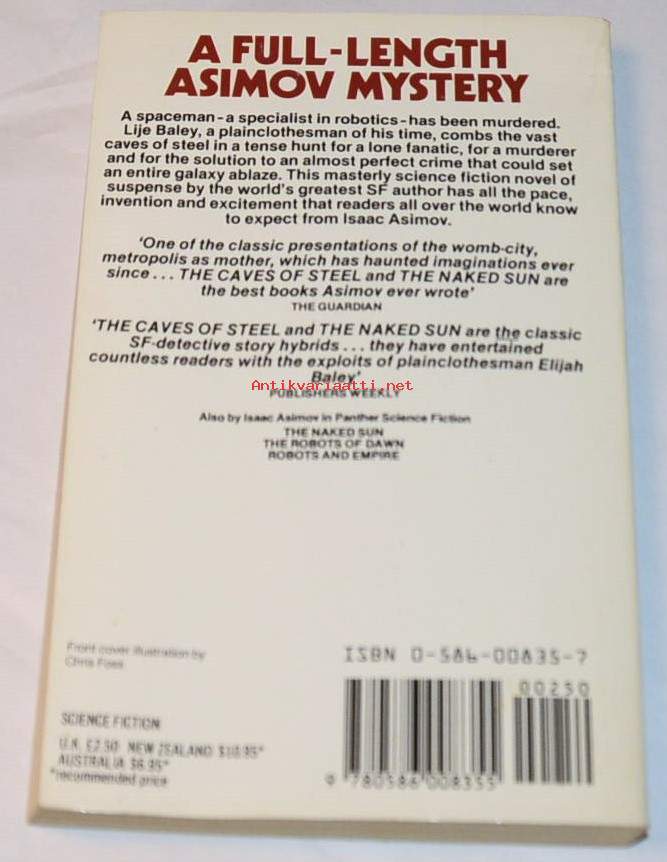 A FULL-LENGTH
ASIMOV MYSTERY
A spaceman-a specialist in robotics-has been murdered.
Lije Baley, a plainclothesman of his time, combs the vast
caves of steel in a tense hunt for a lone fanatic, for a murderer
and for the solution to an almost perfect crime that could set
an entire galaxy ablaze. This masterly science fiction novel of
suspense by the world's greatest SF author has all the pace,
invention and excitement that readers all over the world know
to expect from Isaac Asimov.
'One of the classic presentations of the womb-city,
metropolis as mother, which has haunted imaginations ever
since... THE CAVES OF STEEL and THE NAKED SUN are
the best books Asimov ever wrote'
THE GUARDIAN
'THE CAVES OF STEEL and THE NAKED SUN are the classic
SF-detective story hybrids... they have entertained
countless readers with the exploits of plainclothesman Elijah
Baley'
Antikvariaatti.net
PUBLISHERS WEEKLY
Also by Isaac Asimov in Panther Science Fiction
THE NAKED SUN
THE ROBOTS OF DAWN
ROBOTS AND EMPIRE
Front cover illustration by
Chris Foss
ISBN 0-586-00835-7
00250
SCIENCE FICTION
U.K. £2.50 NEW ZEALAND $10.95*
AUSTRALIA $6.95*
*recommended price
9 780586 008355